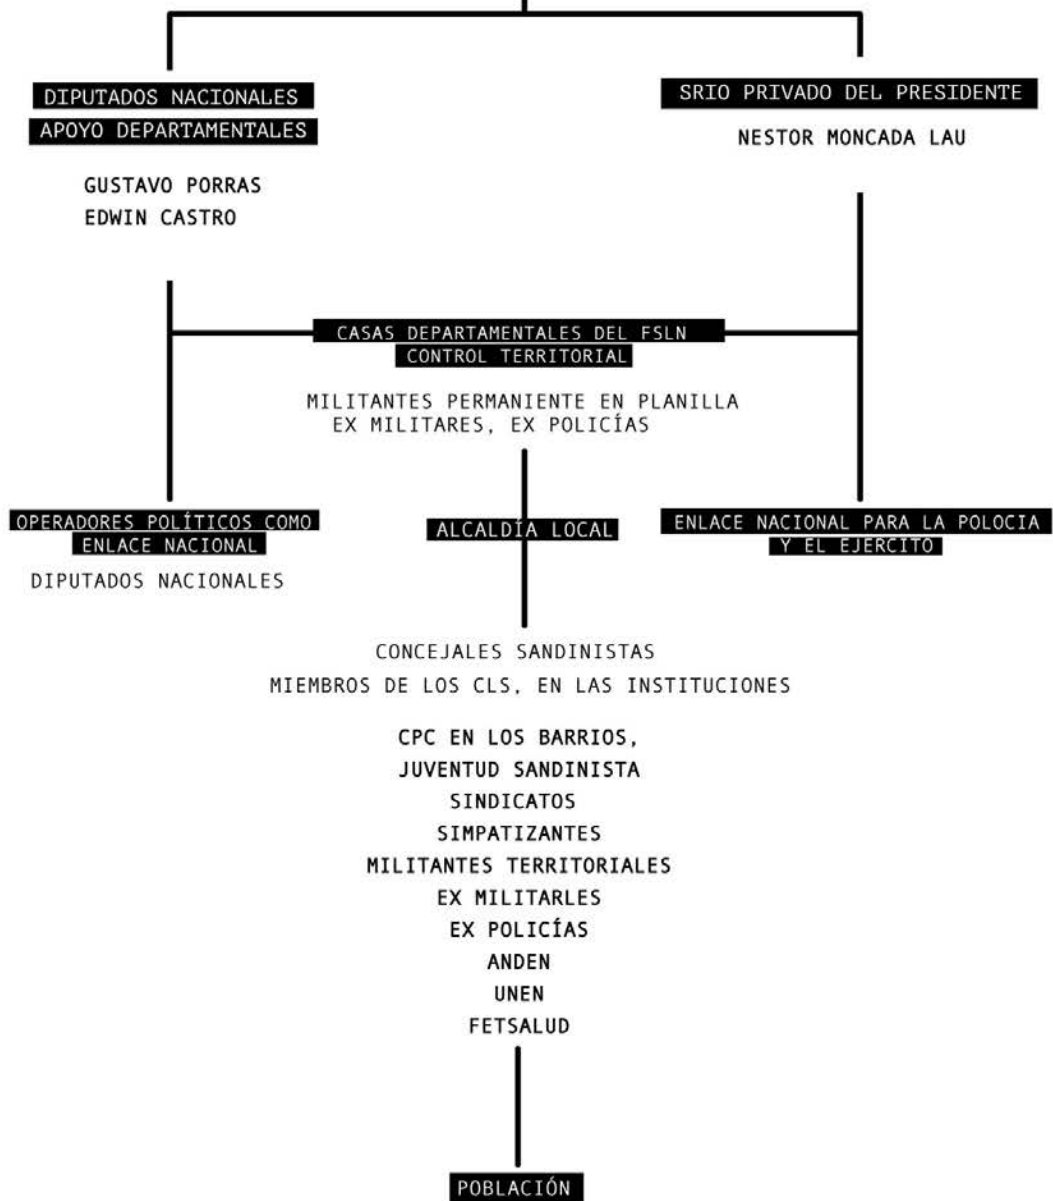 DIPUTADOS NACIONALES
APOYO DEPARTAMENTALES
GUSTAVO PORRAS
EDWIN CASTRO
SRIO PRIVADO DEL PRESIDENTE
NESTOR MONCADA LAU
CASAS DEPARTAMENTALES DEL FSLN
CONTROL TERRITORIAL
MILITANTES PERMANIENTE EN PLANILLA
EX MILITARES, EX POLICÍAS
OPERADORES POLÍTICOS COMO
ENLACE NACIONAL
DIPUTADOS NACIONALES
ALCALDÍA LOCAL
ENLACE NACIONAL PARA LA POLOCIA
Y EL EJERCITO
CONCEJALES SANDINISTAS
MIEMBROS DE LOS CLS, EN LAS INSTITUCIONES
CPC EN LOS BARRIOS,
JUVENTUD SANDINISTA
SINDICATOS
SIMPATIZANTES
MILITANTES TERRITORIALES
EX MILITARLES
EX POLICÍAS
ANDEN
UNEN
FETSALUD
POBLACIÓN